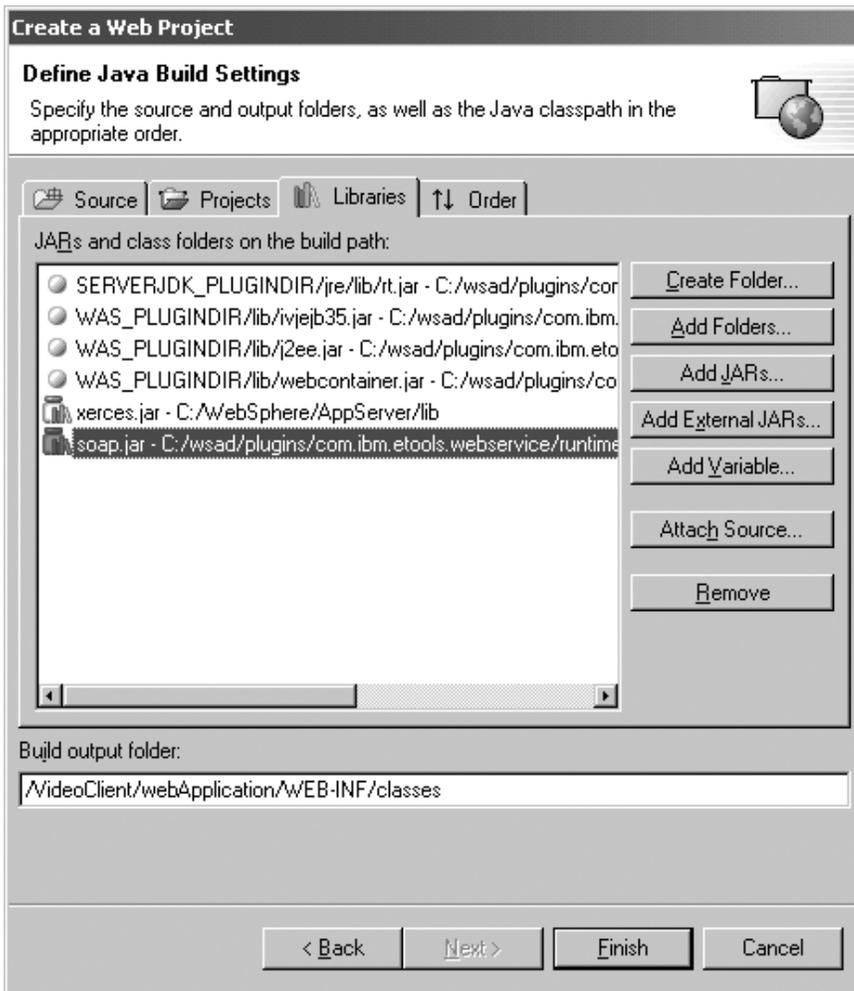 Create a Web Project
Define Java Build Settings
Specify the source and output folders, as well as the Java classpath in the
appropriate order.
Source Projects Libraries Order
JARs and class folders on the build path:
SERVERJDK_PLUGINDIR/jre/lib/rt.jar - C:/wsad/plugins/cor
WAS_PLUGINDIR/lib/ivjejb35.jar - C:/wsad/plugins/com.ibm.
WAS_PLUGINDIR/lib/j2ee.jar - C:/wsad/plugins/com.ibm.eto
WAS_PLUGINDIR/lib/webcontainer.jar - C:/wsad/plugins/co
xerces.jar - C:/WebSphere/AppServer/lib
soap.jar - C:/wsad/plugins/com.ibm.etools.webservice/runtime
Create Folder...
Add Folders...
Add JARs...
Add External JARs...
Add Variable...
Attach Source...
Remove
Build output folder:
/VideoClient/webApplication/WEB-INF/classes
< Back Next > Finish Cancel